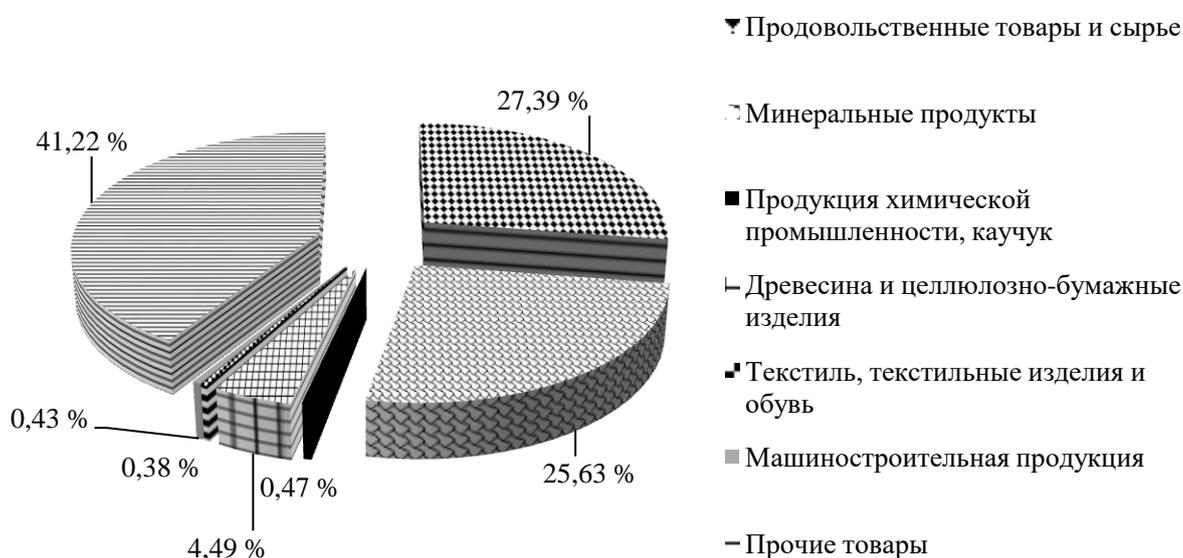 27,39 %
41,22 %
0,43 %
0,38 %
0,47 %
4,49 %
25,63 %
Продовольственные товары и сырье
Минеральные продукты
Продукция химической
промышленности, каучук
Древесина и целлюлозно-бумажные
изделия
Текстиль, текстильные изделия и
обувь
Машиностроительная продукция
Прочие товары